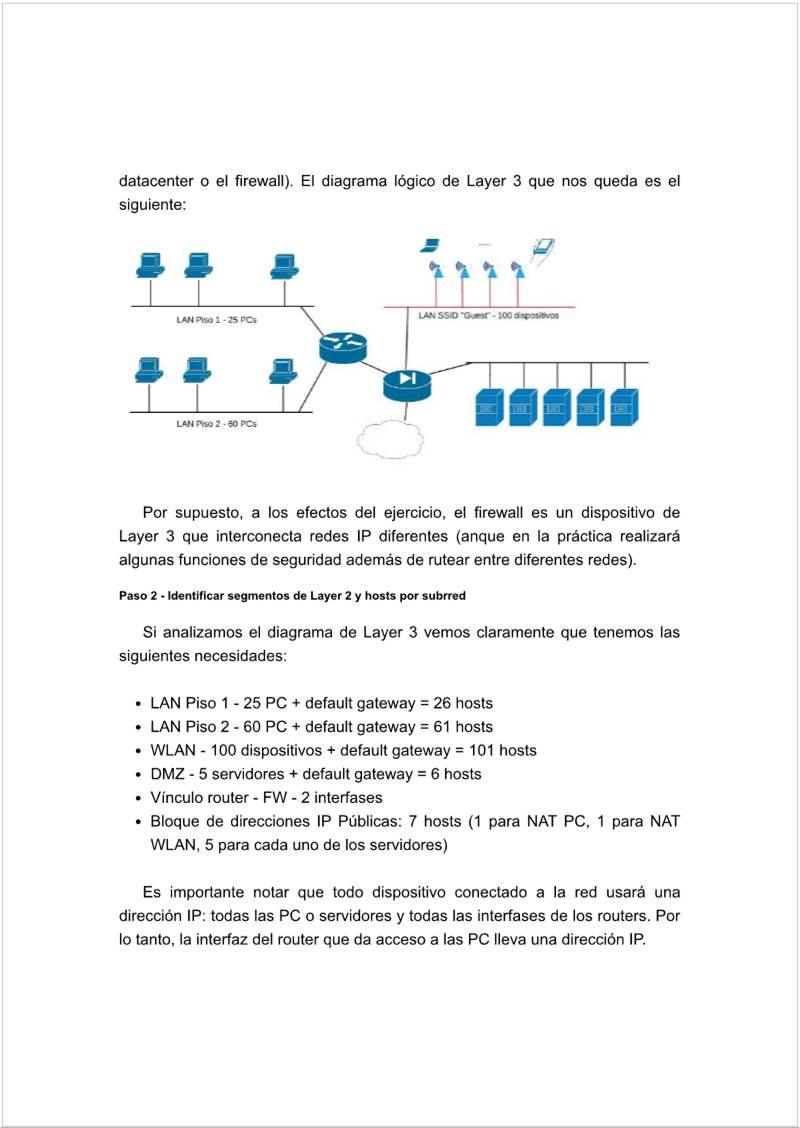 datacenter o el firewall). El diagrama lógico de Layer 3 que nos queda es el
siguiente:
LAN Piso 1 - 25 PCs
LAN SSID "Guest" - 100 dispositivos
LAN Piso 2 - 60 PCs
Por supuesto, a los efectos del ejercicio, el firewall es un dispositivo de
Layer 3 que interconecta redes IP diferentes (anque en la práctica realizará
algunas funciones de seguridad además de rutear entre diferentes redes).
Paso 2 - Identificar segmentos de Layer 2 y hosts por subrred
Si analizamos el diagrama de Layer 3 vemos claramente que tenemos las
siguientes necesidades:
• LAN Piso 1 - 25 PC + default gateway = 26 hosts
• LAN Piso 2 - 60 PC + default gateway = 61 hosts
• WLAN - 100 dispositivos + default gateway = 101 hosts
• DMZ - 5 servidores + default gateway = 6 hosts
• Vínculo router - FW - 2 interfases
• Bloque de direcciones IP Públicas: 7 hosts (1 para NAT PC, 1 para NAT
WLAN, 5 para cada uno de los servidores)
Es importante notar que todo dispositivo conectado a la red usará una
dirección IP: todas las PC o servidores y todas las interfases de los routers. Por
lo tanto, la interfaz del router que da acceso a las PC lleva una dirección IP.